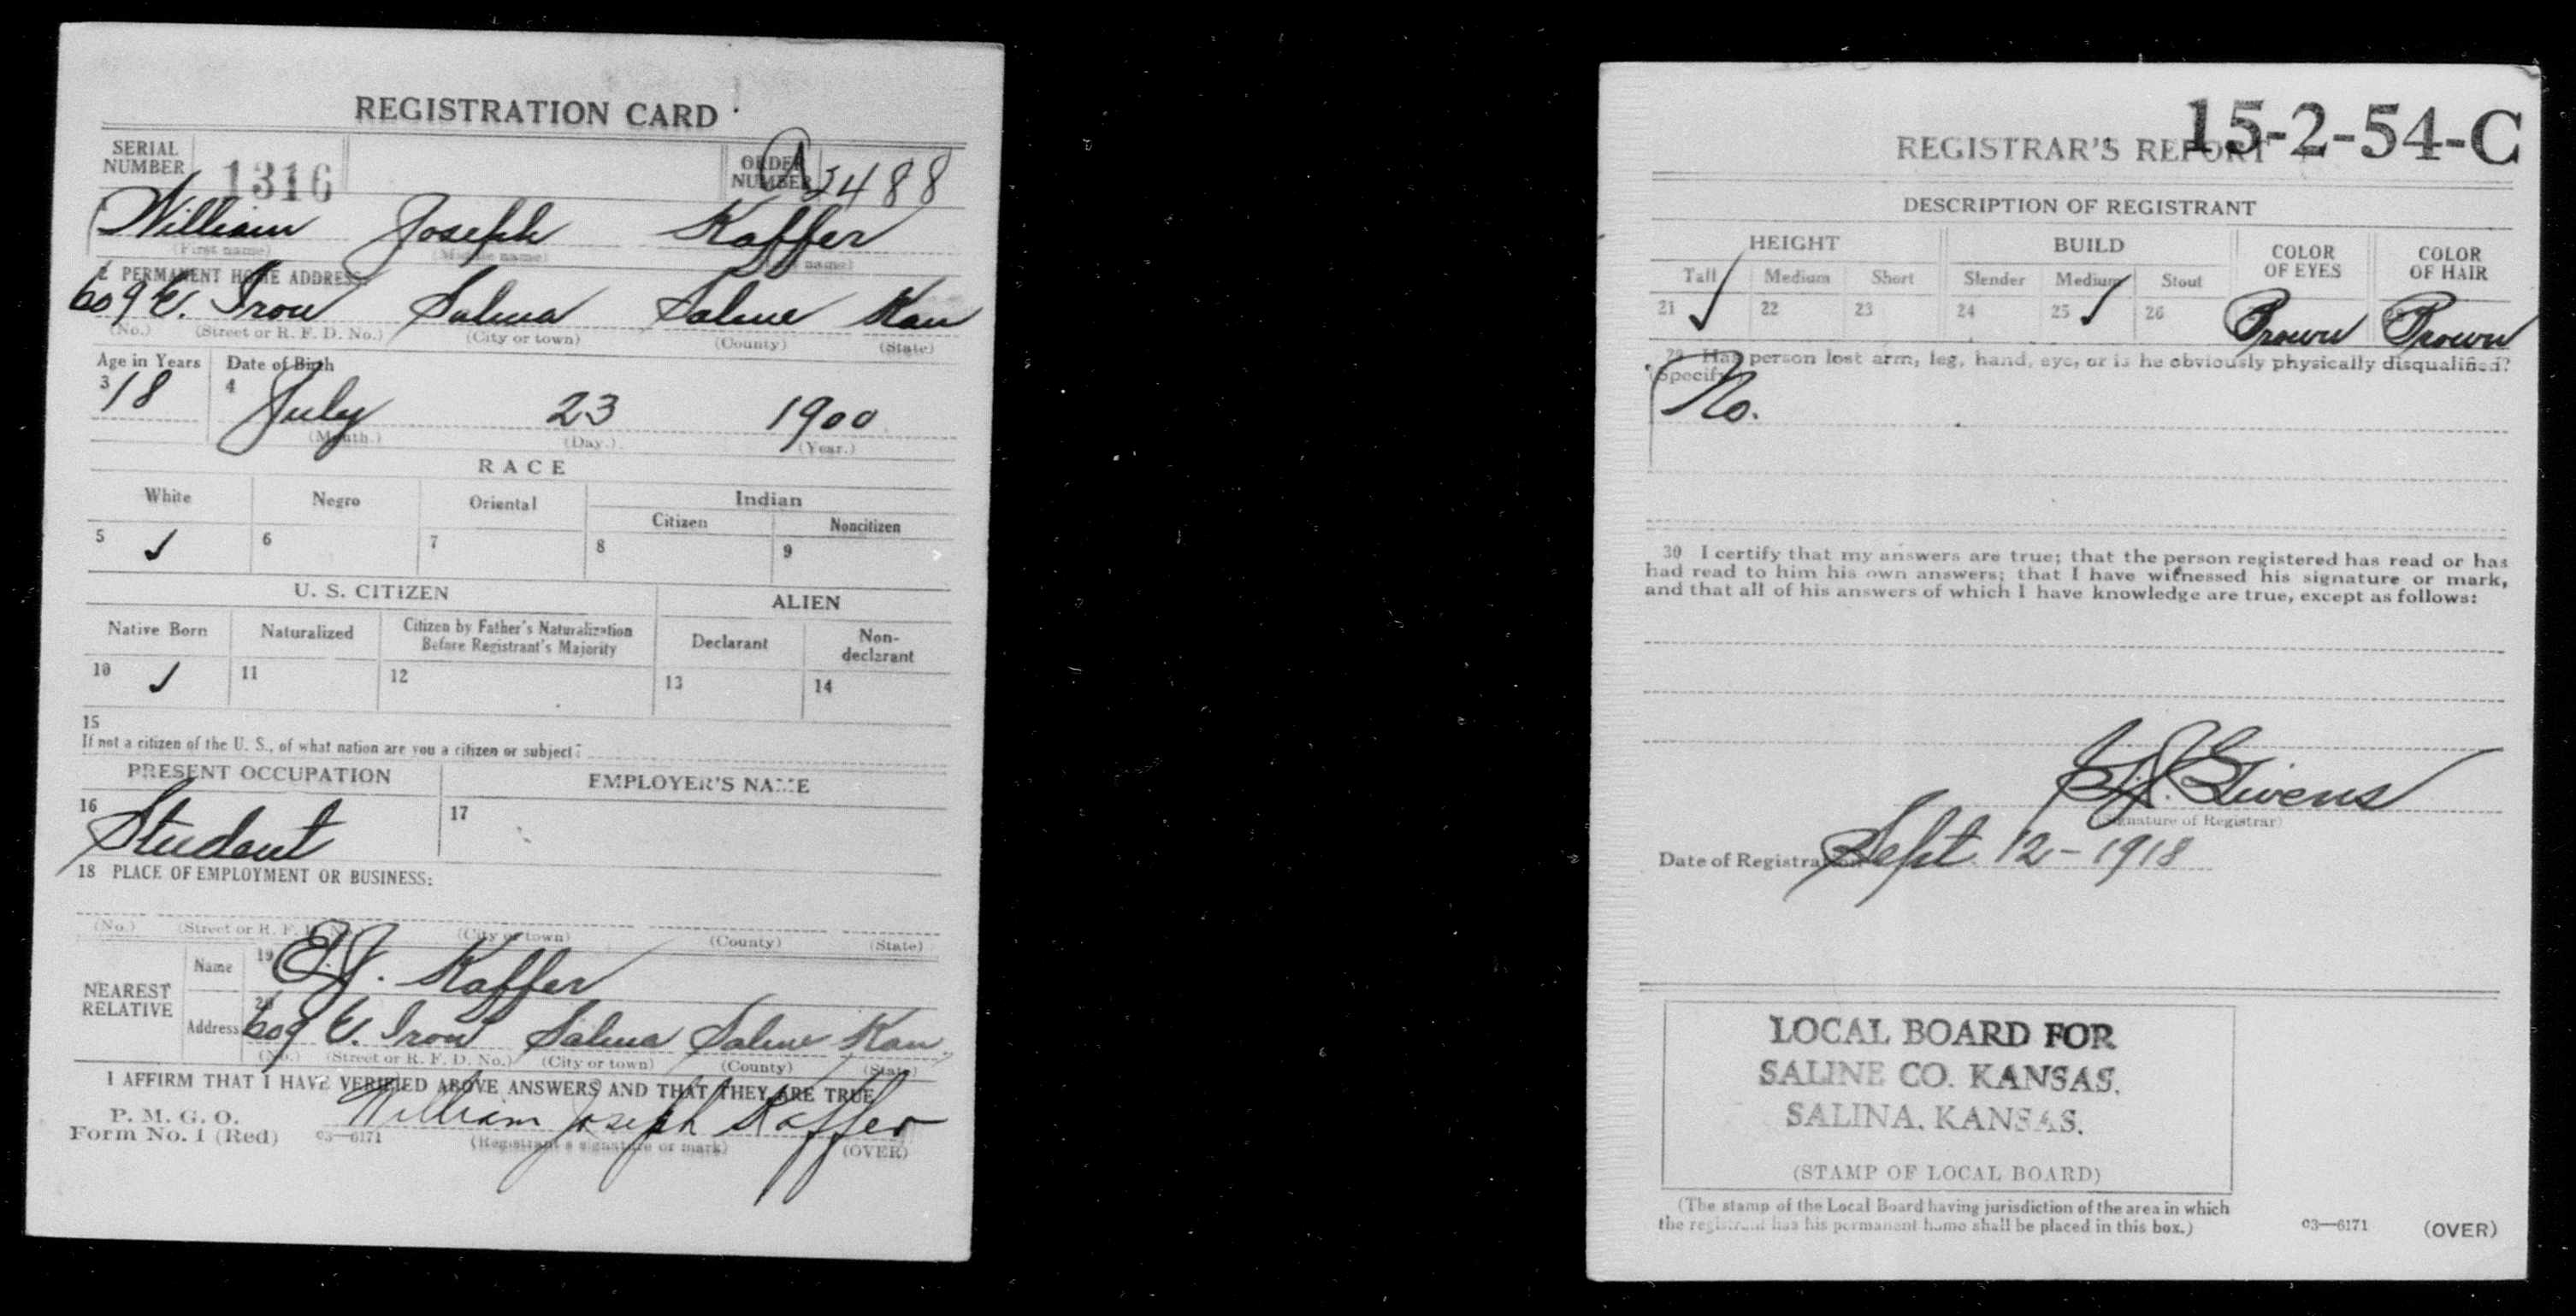 REGISTRATION CARD
SERIAL NUMBER 1316 ORDER NUMBER A3488
William Joseph Kaffer
(First name) (Middle name) (Last name)
2 PERMANENT HOME ADDRESS:
609 E. Iron Salina Saline Kan
(No.) (Street or R. F. D. No.) (City or town) (County) (State)
Age in Years Date of Birth
3 18 4 July 23 1900
(Month.) (Day.) (Year.)
RACE
White Negro Oriental Indian
Citizen Noncitizen
5 ✓ 6 7 8 9
U. S. CITIZEN ALIEN
Native Born Naturalized Citizen by Father's Naturalization Before Registrant's Majority Declarant Non-declarant
10 ✓ 11 12 13 14
15
If not a citizen of the U. S., of what nation are you a citizen or subject?
PRESENT OCCUPATION EMPLOYER'S NAME
16 Student 17
18 PLACE OF EMPLOYMENT OR BUSINESS:
(No.) (Street or R. F. D. No.) (City or town) (County) (State)
NEAREST RELATIVE Name 19 E. J. Kaffer
Address 20 609 E. Iron Salina Saline Kan.
(No.) (Street or R. F. D. No.) (City or town) (County) (State)
I AFFIRM THAT I HAVE VERIFIED ABOVE ANSWERS AND THAT THEY ARE TRUE
P. M. G. O.
Form No. 1 (Red) 03—6171 William Joseph Kaffer
(Registrant's signature or mark) (OVER)
15-2-54-C
REGISTRAR'S REPORT
DESCRIPTION OF REGISTRANT
HEIGHT BUILD COLOR OF EYES COLOR OF HAIR
Tall Medium Short Slender Medium Stout
21 ✓ 22 23 24 25 ✓ 26 Brown Brown
29 Has person lost arm, leg, hand, eye, or is he obviously physically disqualified?
(Specify.)
No.
30 I certify that my answers are true; that the person registered has read or has
had read to him his own answers; that I have witnessed his signature or mark,
and that all of his answers of which I have knowledge are true, except as follows:
Givens
(Signature of Registrar)
Date of Registration Sept. 12-1918
LOCAL BOARD FOR
SALINE CO. KANSAS.
SALINA, KANSAS.
(STAMP OF LOCAL BOARD)
(The stamp of the Local Board having jurisdiction of the area in which
the registrant has his permanent home shall be placed in this box.)
03—6171 (OVER)